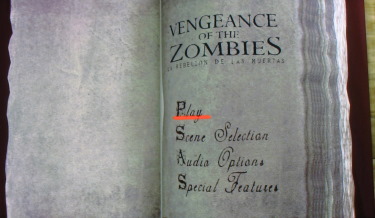 VENGEANCE
OF THE
ZOMBIES
LA REBELION DE LAS MUERTAS
Play
Scene Selection
Audio Options
Special Features